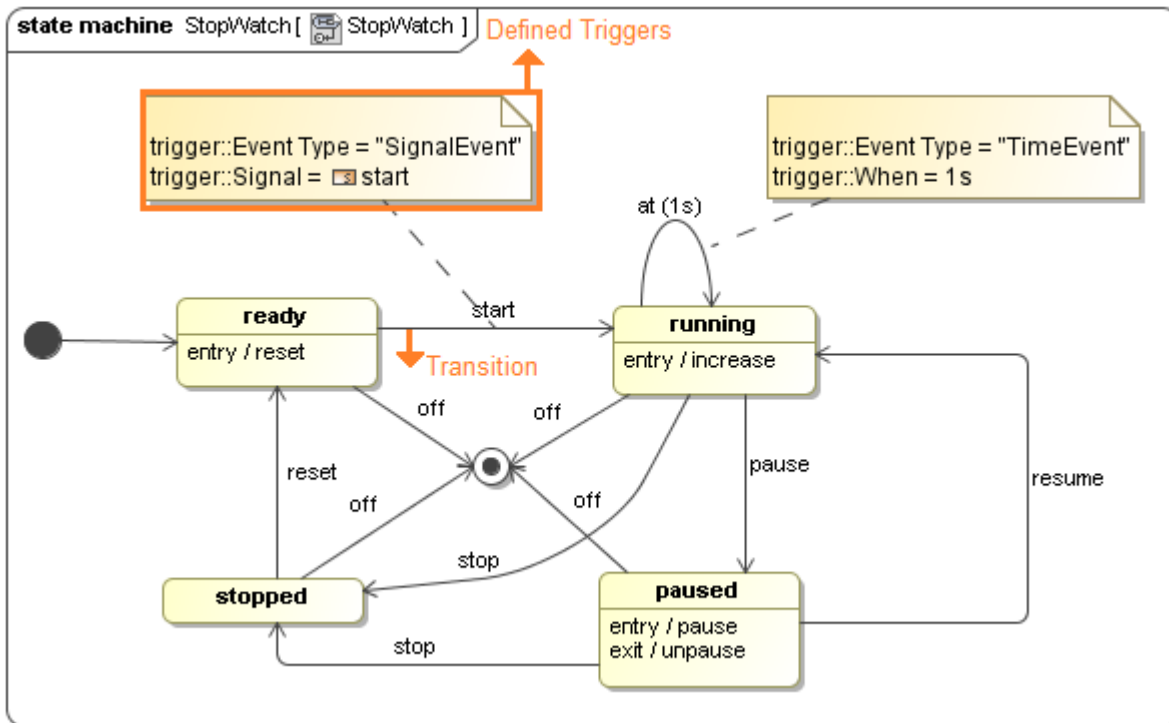 state machine StopWatch [ StopWatch ]
Defined Triggers
trigger::Event Type = "SignalEvent"
trigger::Signal = s start
trigger::Event Type = "TimeEvent"
trigger::When = 1s
at (1s)
start
ready
entry / reset
running
entry / increase
Transition
off
off
reset
pause
resume
off
off
stop
stopped
paused
entry / pause
exit / unpause
stop